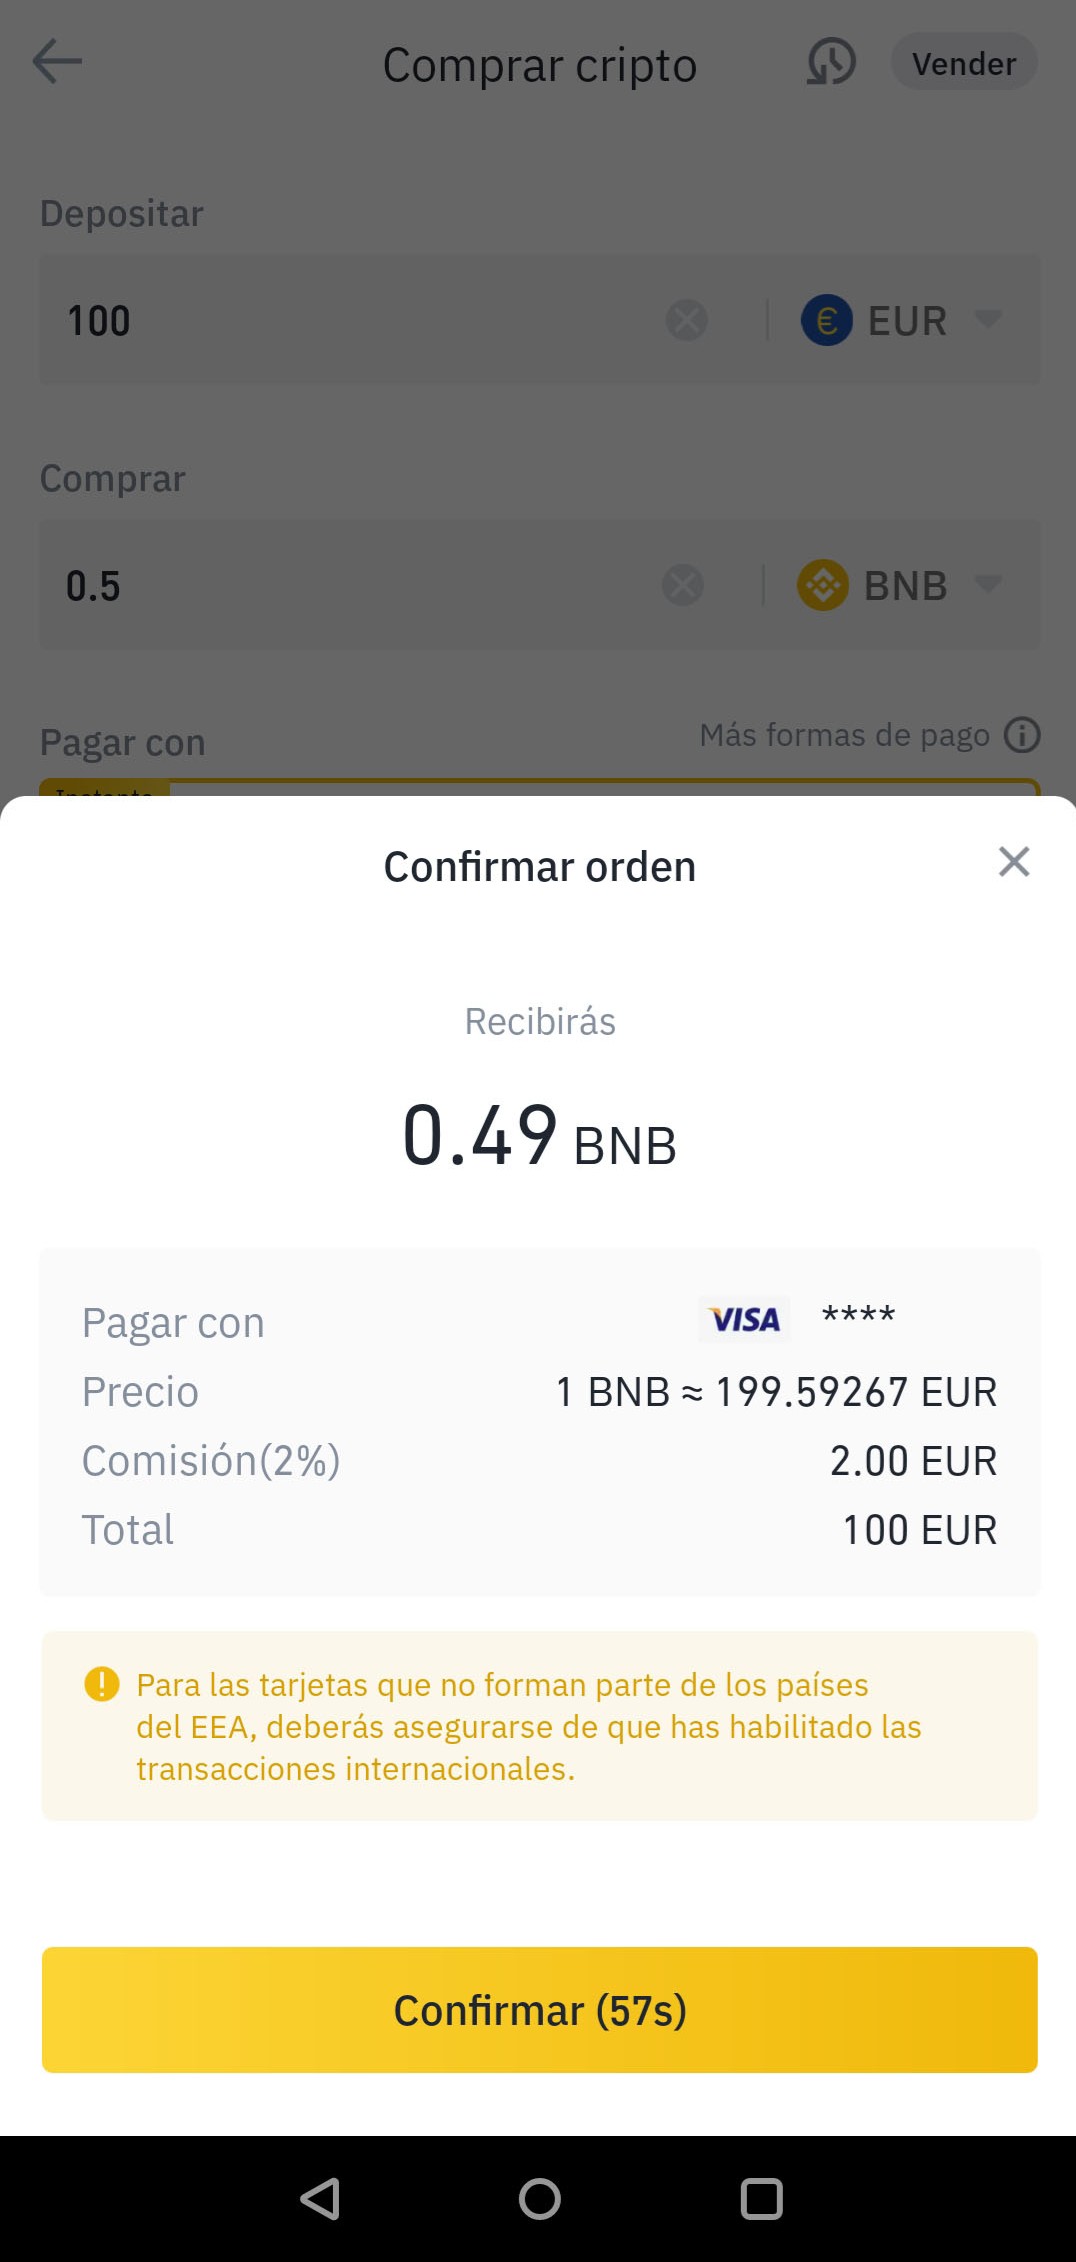 Comprar cripto
Vender
Depositar
100
€ EUR
Comprar
0.5
BNB
Pagar con
Más formas de pago
Confirmar orden
Recibirás
0.49 BNB
Pagar con VISA ****
Precio 1 BNB ≈ 199.59267 EUR
Comisión(2%) 2.00 EUR
Total 100 EUR
Para las tarjetas que no forman parte de los países
del EEA, deberás asegurarse de que has habilitado las
transacciones internacionales.
Confirmar (57s)